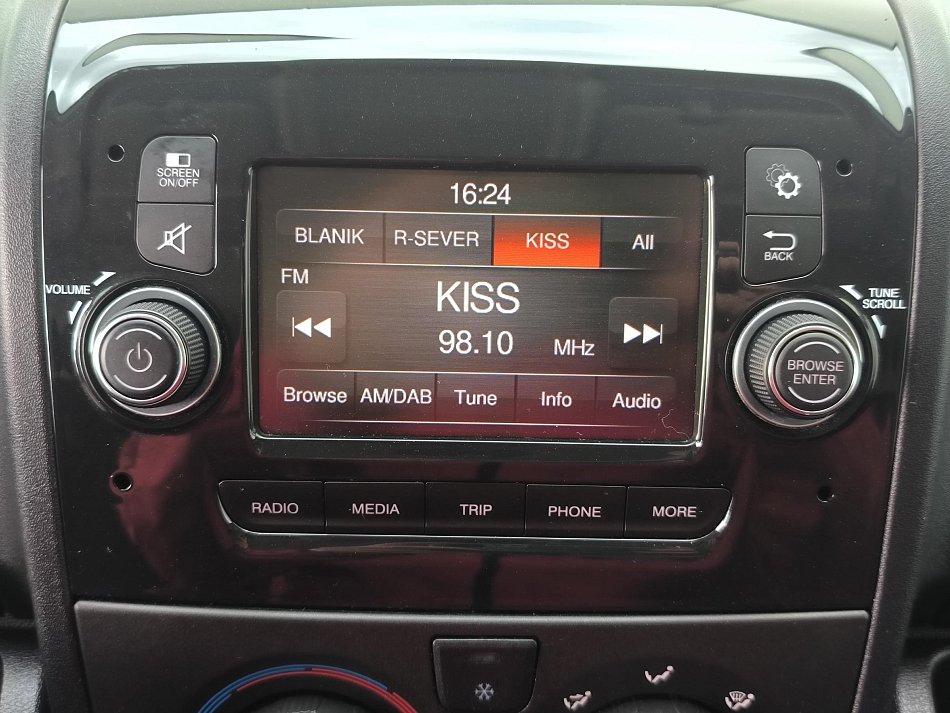 SCREEN
ON/OFF
16:24
BLANIK R-SEVER KISS All
BACK
VOLUME
FM
KISS
98.10 MHz
TUNE
SCROLL
BROWSE
ENTER
Browse AM/DAB Tune Info Audio
RADIO MEDIA TRIP PHONE MORE